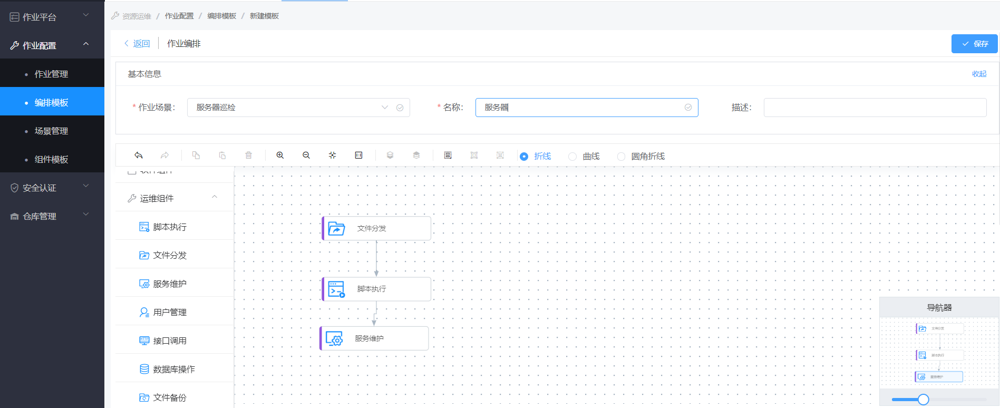 作业平台
作业配置
作业管理
编排模板
场景管理
组件模板
安全认证
仓库管理
资源运维 / 作业配置 / 编排模板 / 新建模板
返回 作业编排
保存
基本信息
收起
* 作业场景： 服务器巡检 * 名称： 服务器 描述：
折线 曲线 圆角折线
软件组件
运维组件
脚本执行
文件分发
服务维护
用户管理
接口调用
数据库操作
文件备份
文件分发
脚本执行
服务维护
导航器
文件分发
脚本执行
服务维护